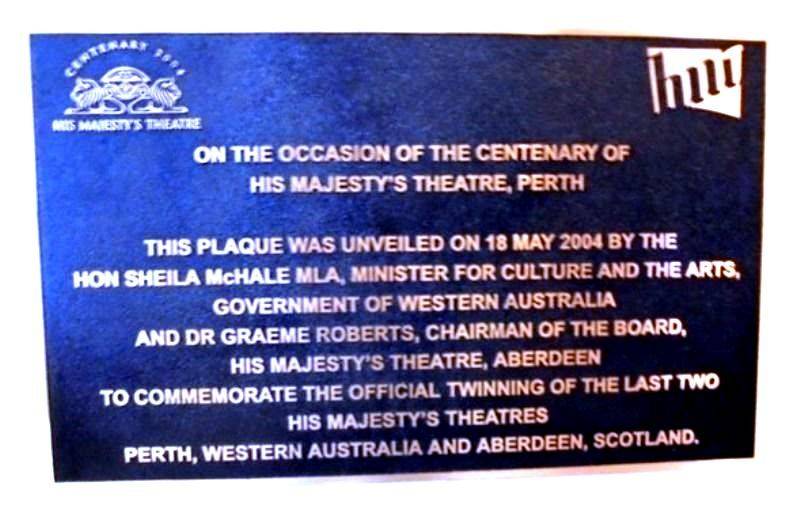 CENTENARY 2004
HIS MAJESTY'S THEATRE
hm
ON THE OCCASION OF THE CENTENARY OF
HIS MAJESTY'S THEATRE, PERTH
THIS PLAQUE WAS UNVEILED ON 18 MAY 2004 BY THE
HON SHEILA McHALE MLA, MINISTER FOR CULTURE AND THE ARTS,
GOVERNMENT OF WESTERN AUSTRALIA
AND DR GRAEME ROBERTS, CHAIRMAN OF THE BOARD,
HIS MAJESTY'S THEATRE, ABERDEEN
TO COMMEMORATE THE OFFICIAL TWINNING OF THE LAST TWO
HIS MAJESTY'S THEATRES
PERTH, WESTERN AUSTRALIA AND ABERDEEN, SCOTLAND.